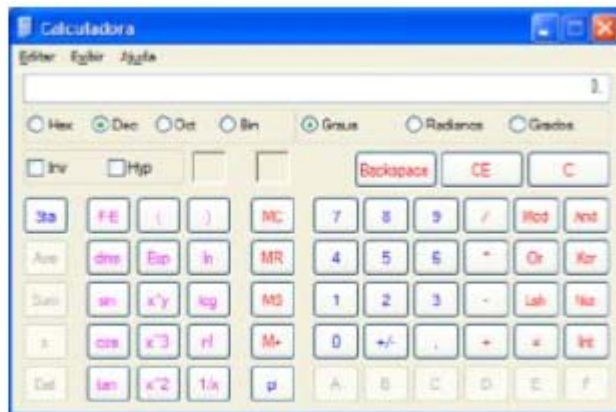 Calculadora
Editar Exibir Ajuda
0,
Hex Dec Oct Bin Graus Radianos Grados
Inv Hyp Backspace CE C
Sta F-E ( ) MC 7 8 9 / Mod And
Ave dms Exp ln MR 4 5 6 * Or Xor
Sum sin x^y log MS 1 2 3 - Lsh Not
s cos x^3 n! M+ 0 +/- , + = Int
Dat tan x^2 1/x pi A B C D E F